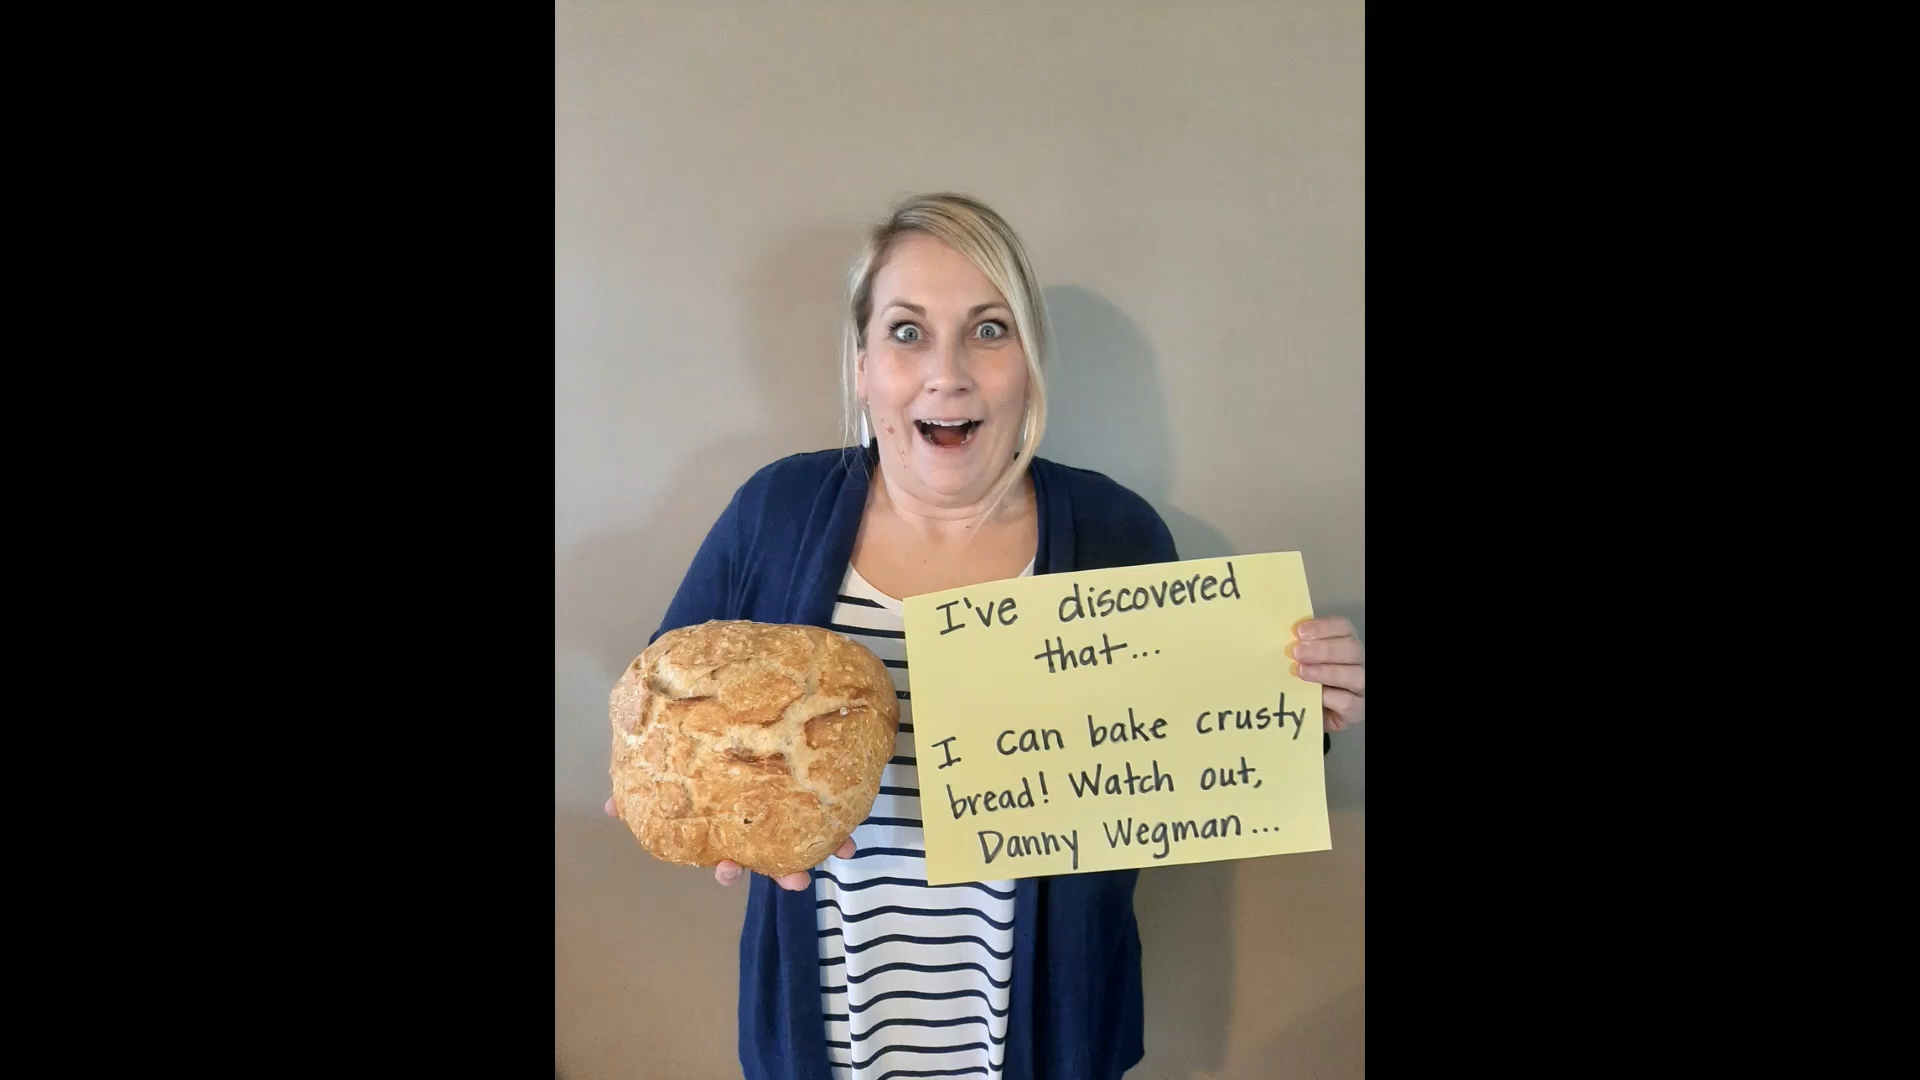 I've discovered
that...
I can bake crusty
bread! Watch out,
Danny Wegman...